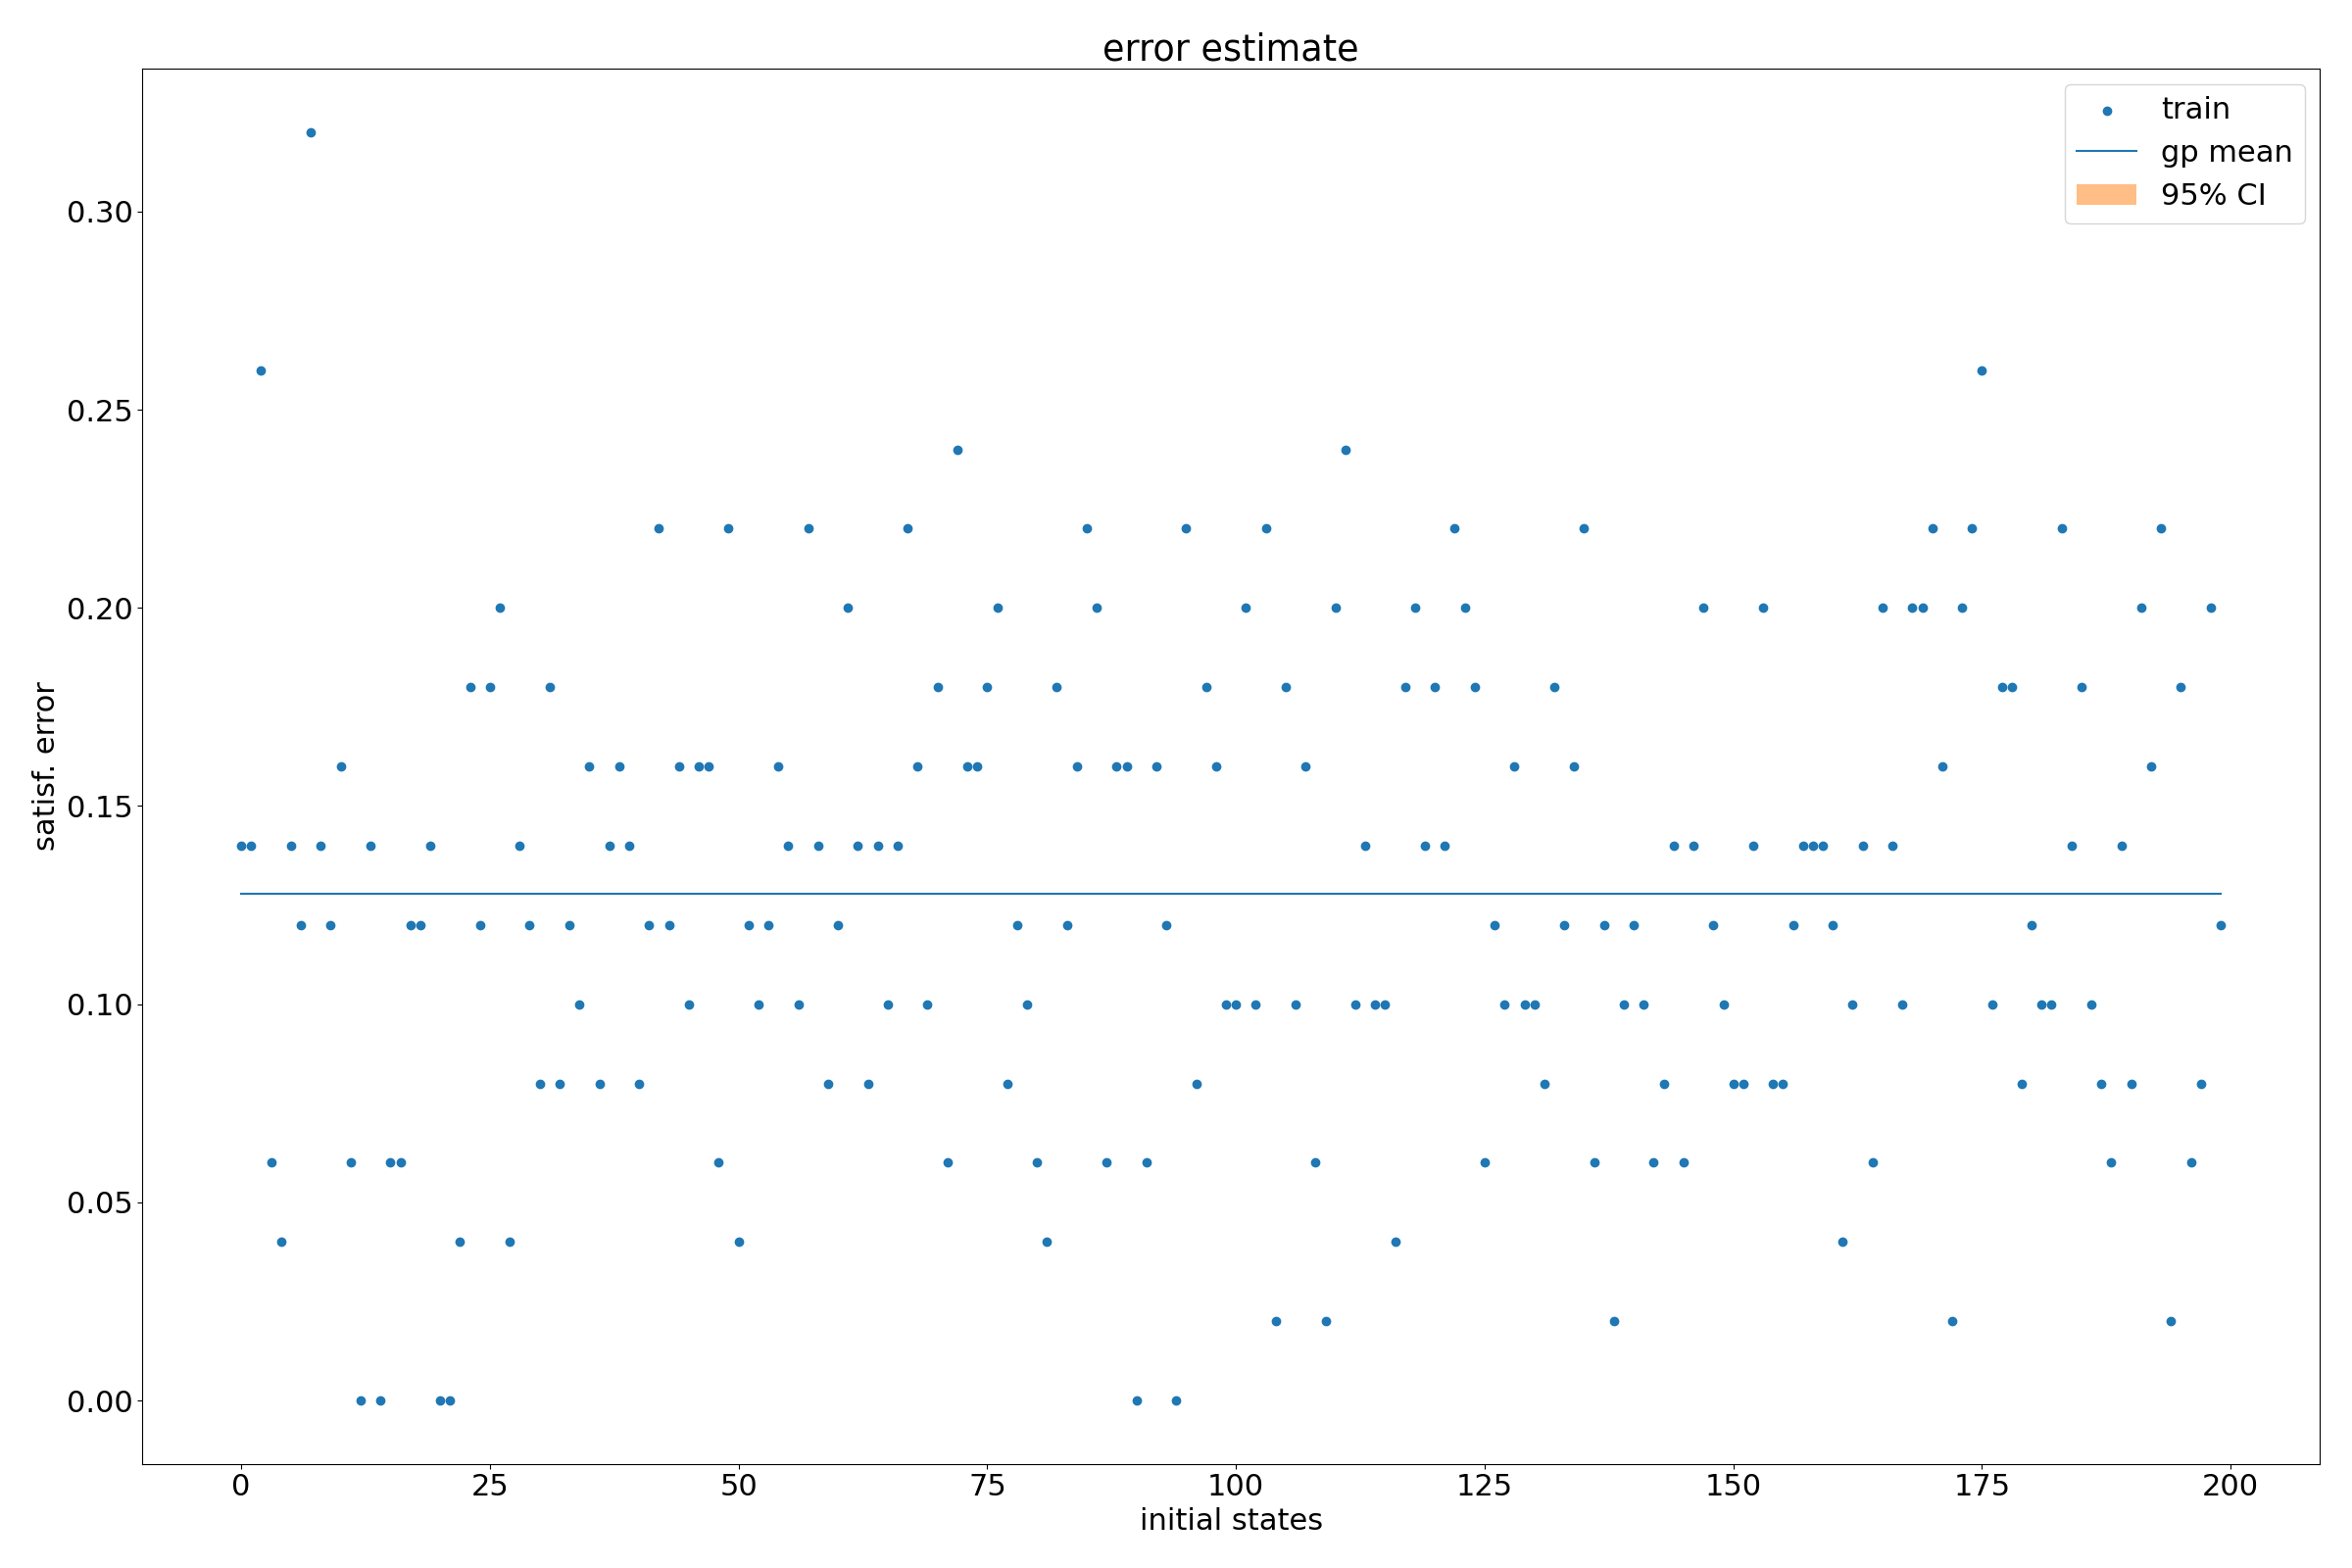 error estimate
train
gp mean
95% CI
0.30
0.25
0.20
0.15
0.10
0.05
0.00
satisf. error
0 25 50 75 100 125 150 175 200
initial states